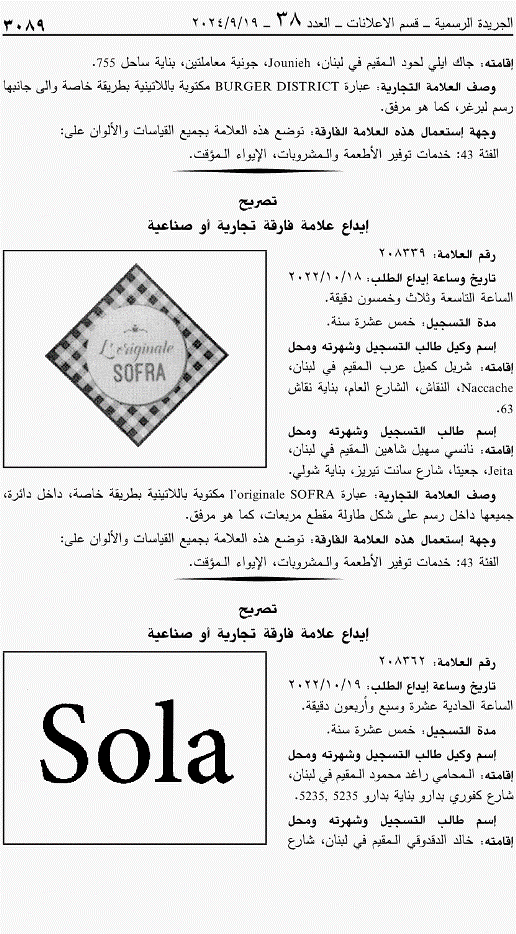 الجريدة الرسمية – قسم الاعلانات – العدد ٣٨ – ٢٠٢٤/٩/١٩
٣٠٨٩
إقامته: جاك ايلي لحود المقيم في لبنان، Jounieh، جونية معاملتين، بناية ساحل 755.
وصف العلامة التجارية: عبارة BURGER DISTRICT مكتوبة باللاتينية بطريقة خاصة والى جانبها
رسم لبرغر، كما هو مرفق.
وجهة إستعمال هذه العلامة الفارقة: توضع هذه العلامة بجميع القياسات والألوان على:
الفئة 43: خدمات توفير الأطعمة والمشروبات، الإيواء المؤقت.
تصريح
إيداع علامة فارقة تجارية أو صناعية
رقم العلامة: ٢٠٨٣٣٩
تاريخ وساعة إيداع الطلب: ٢٠٢٢/١٠/١٨
الساعة التاسعة وثلاث وخمسون دقيقة.
مدة التسجيل: خمس عشرة سنة.
إسم وكيل طالب التسجيل وشهرته ومحل
إقامته: شربل كميل عرب المقيم في لبنان،
Naccache، النقاش، الشارع العام، بناية نقاش
63.
إسم طالب التسجيل وشهرته ومحل
إقامته: نانسي سهيل شاهين المقيم في لبنان،
Jeita، جعيتا، شارع سانت تيريز، بناية شولي.
L'originale
SOFRA
وصف العلامة التجارية: عبارة l'originale SOFRA مكتوبة باللاتينية بطريقة خاصة، داخل دائرة،
جميعها داخل رسم على شكل طاولة مقطع مربعات، كما هو مرفق.
وجهة إستعمال هذه العلامة الفارقة: توضع هذه العلامة بجميع القياسات والألوان على:
الفئة 43: خدمات توفير الأطعمة والمشروبات، الإيواء المؤقت.
تصريح
إيداع علامة فارقة تجارية أو صناعية
رقم العلامة: ٢٠٨٣٦٢
تاريخ وساعة إيداع الطلب: ٢٠٢٢/١٠/١٩
الساعة الحادية عشرة وسبع وأربعون دقيقة.
مدة التسجيل: خمس عشرة سنة.
إسم وكيل طالب التسجيل وشهرته ومحل
إقامته: المحامي راغد محمود المقيم في لبنان،
شارع كفوري بدارو بناية بدارو 5235 ,5235.
إسم طالب التسجيل وشهرته ومحل
إقامته: خالد الدقدوقي المقيم في لبنان، شارع
Sola